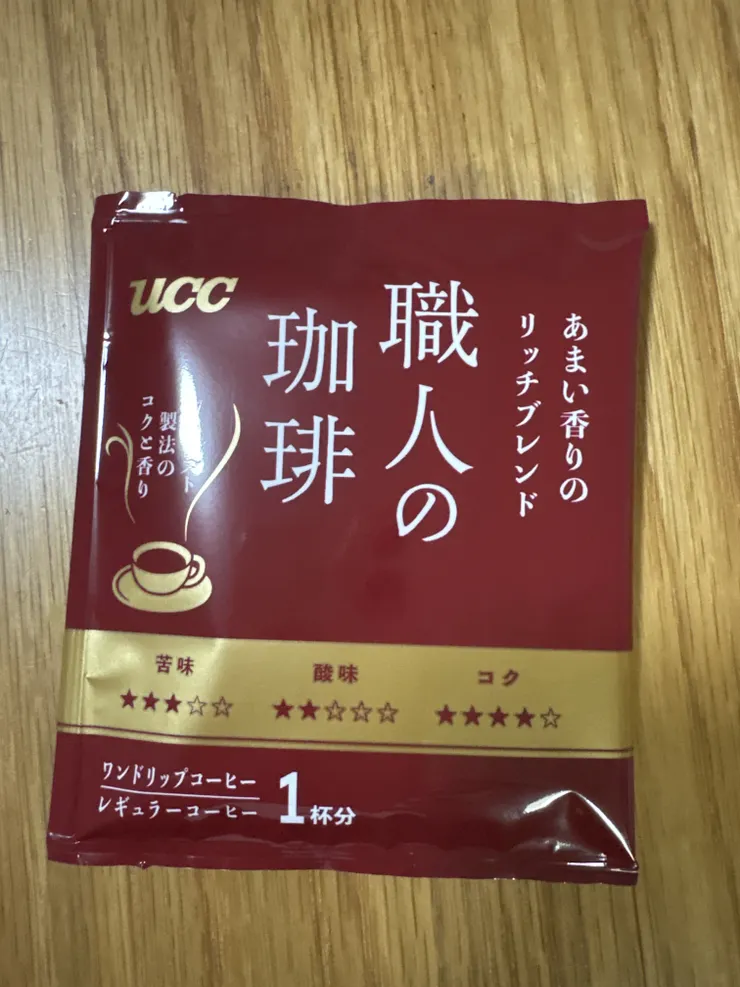 UCC
あまい香りの
リッチブレンド
職人の
珈琲
製法の
コクと香り
苦味
★★★☆☆
酸味
★★☆☆☆
コク
★★★★☆
ワンドリップコーヒー
レギュラーコーヒー
1杯分